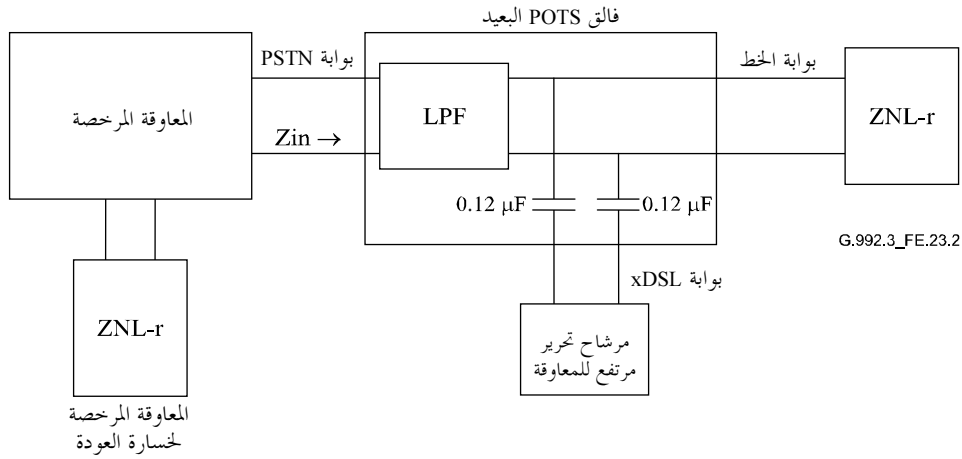 فالق POTS البعيد
بوابة PSTN
بوابة الخط
المعاوقة المرخصة
LPF
ZNL-r
Zin →
0.12 µF
0.12 µF
G.992.3_FE.23.2
بوابة xDSL
ZNL-r
مرشاح تحرير
مرتفع للمعاوقة
المعاوقة المرخصة
لخسارة العودة